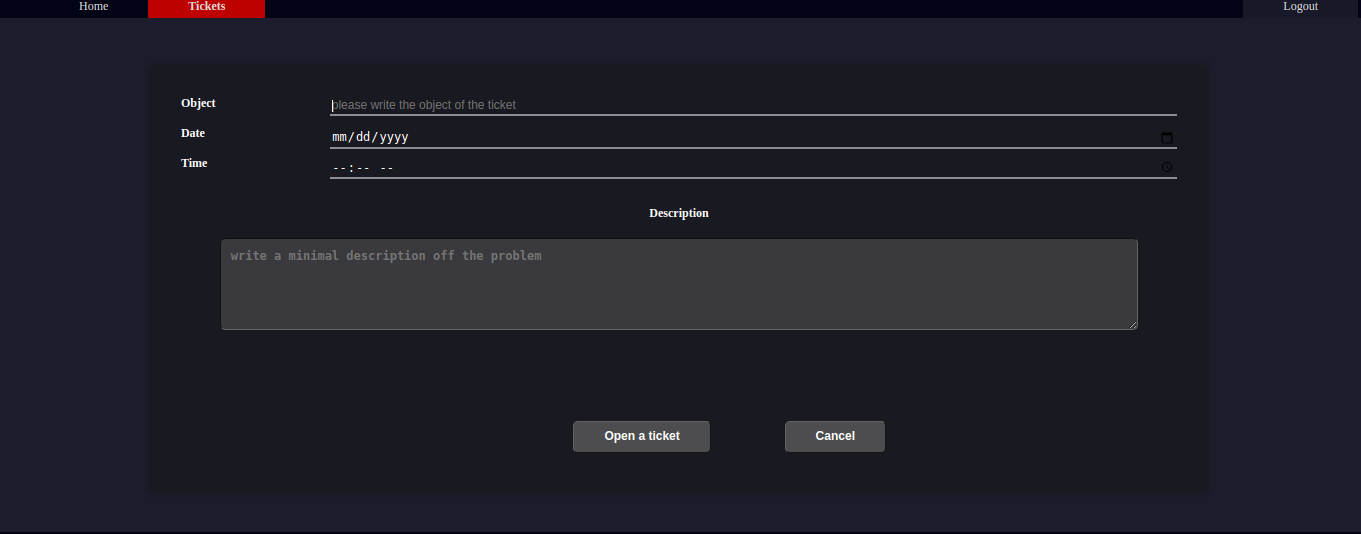 Home Tickets Logout
Object please write the object of the ticket
Date mm/dd/yyyy
Time --:-- --
Description
write a minimal description off the problem
Open a ticket Cancel